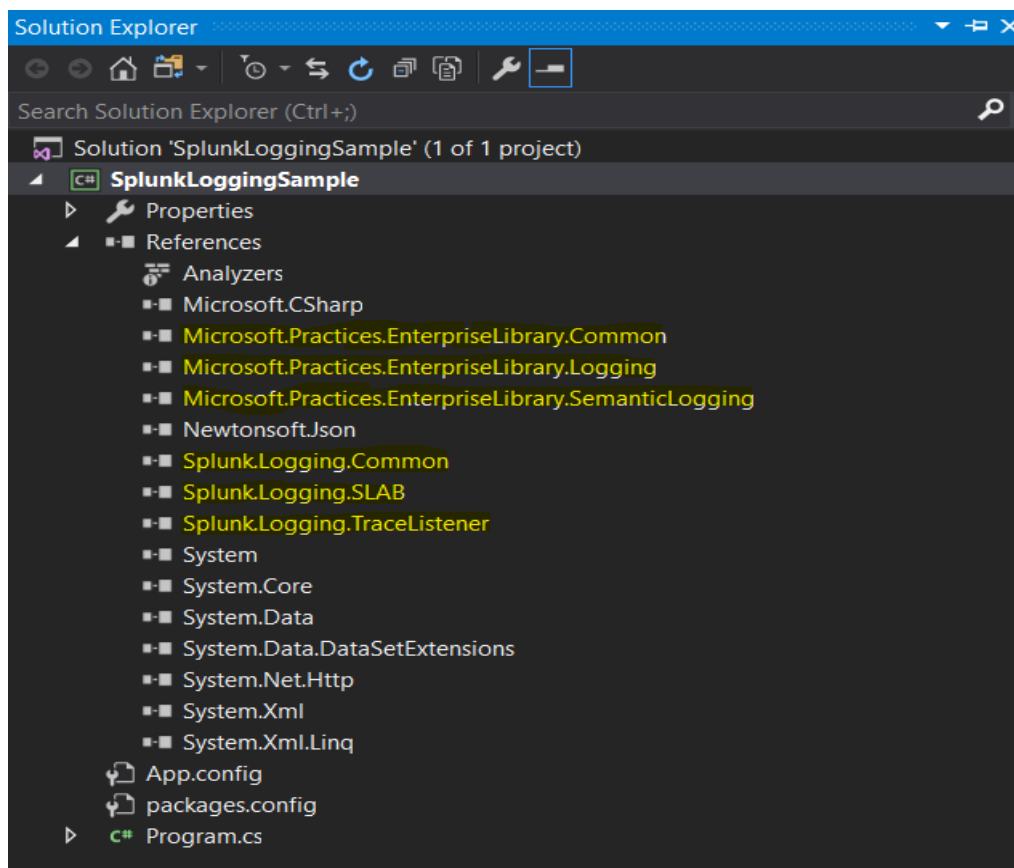 Solution Explorer
Search Solution Explorer (Ctrl+;)
Solution 'SplunkLoggingSample' (1 of 1 project)
C# SplunkLoggingSample
Properties
References
Analyzers
Microsoft.CSharp
Microsoft.Practices.EnterpriseLibrary.Common
Microsoft.Practices.EnterpriseLibrary.Logging
Microsoft.Practices.EnterpriseLibrary.SemanticLogging
Newtonsoft.Json
Splunk.Logging.Common
Splunk.Logging.SLAB
Splunk.Logging.TraceListener
System
System.Core
System.Data
System.Data.DataSetExtensions
System.Net.Http
System.Xml
System.Xml.Linq
App.config
packages.config
C# Program.cs